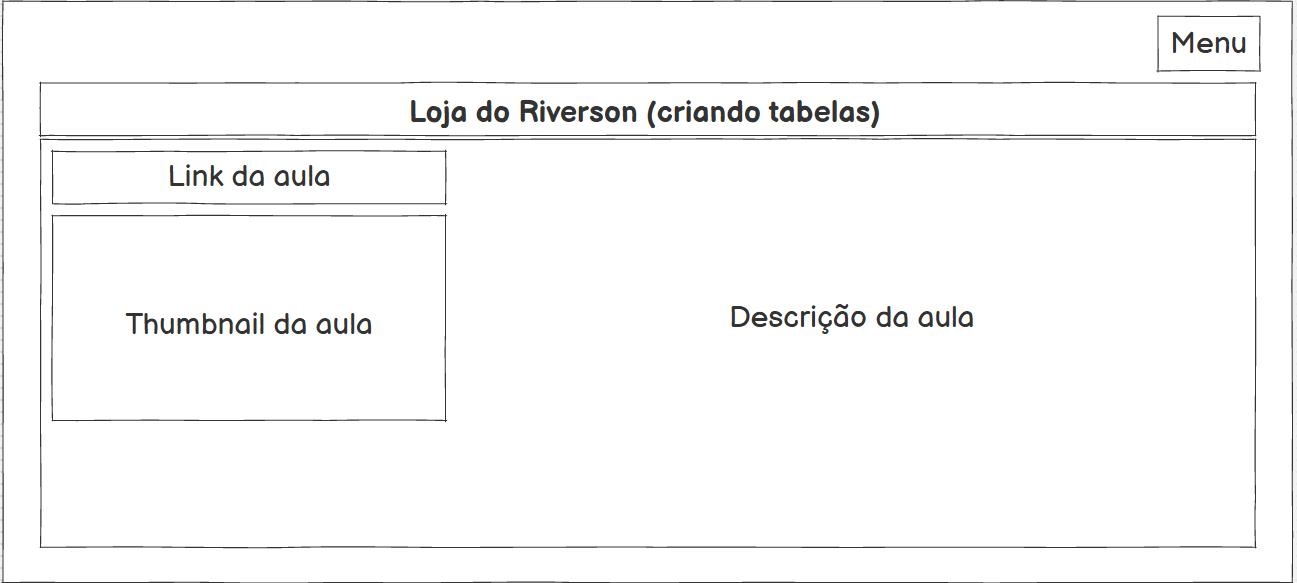 Menu
Loja do Riverson (criando tabelas)
Link da aula
Thumbnail da aula
Descrição da aula